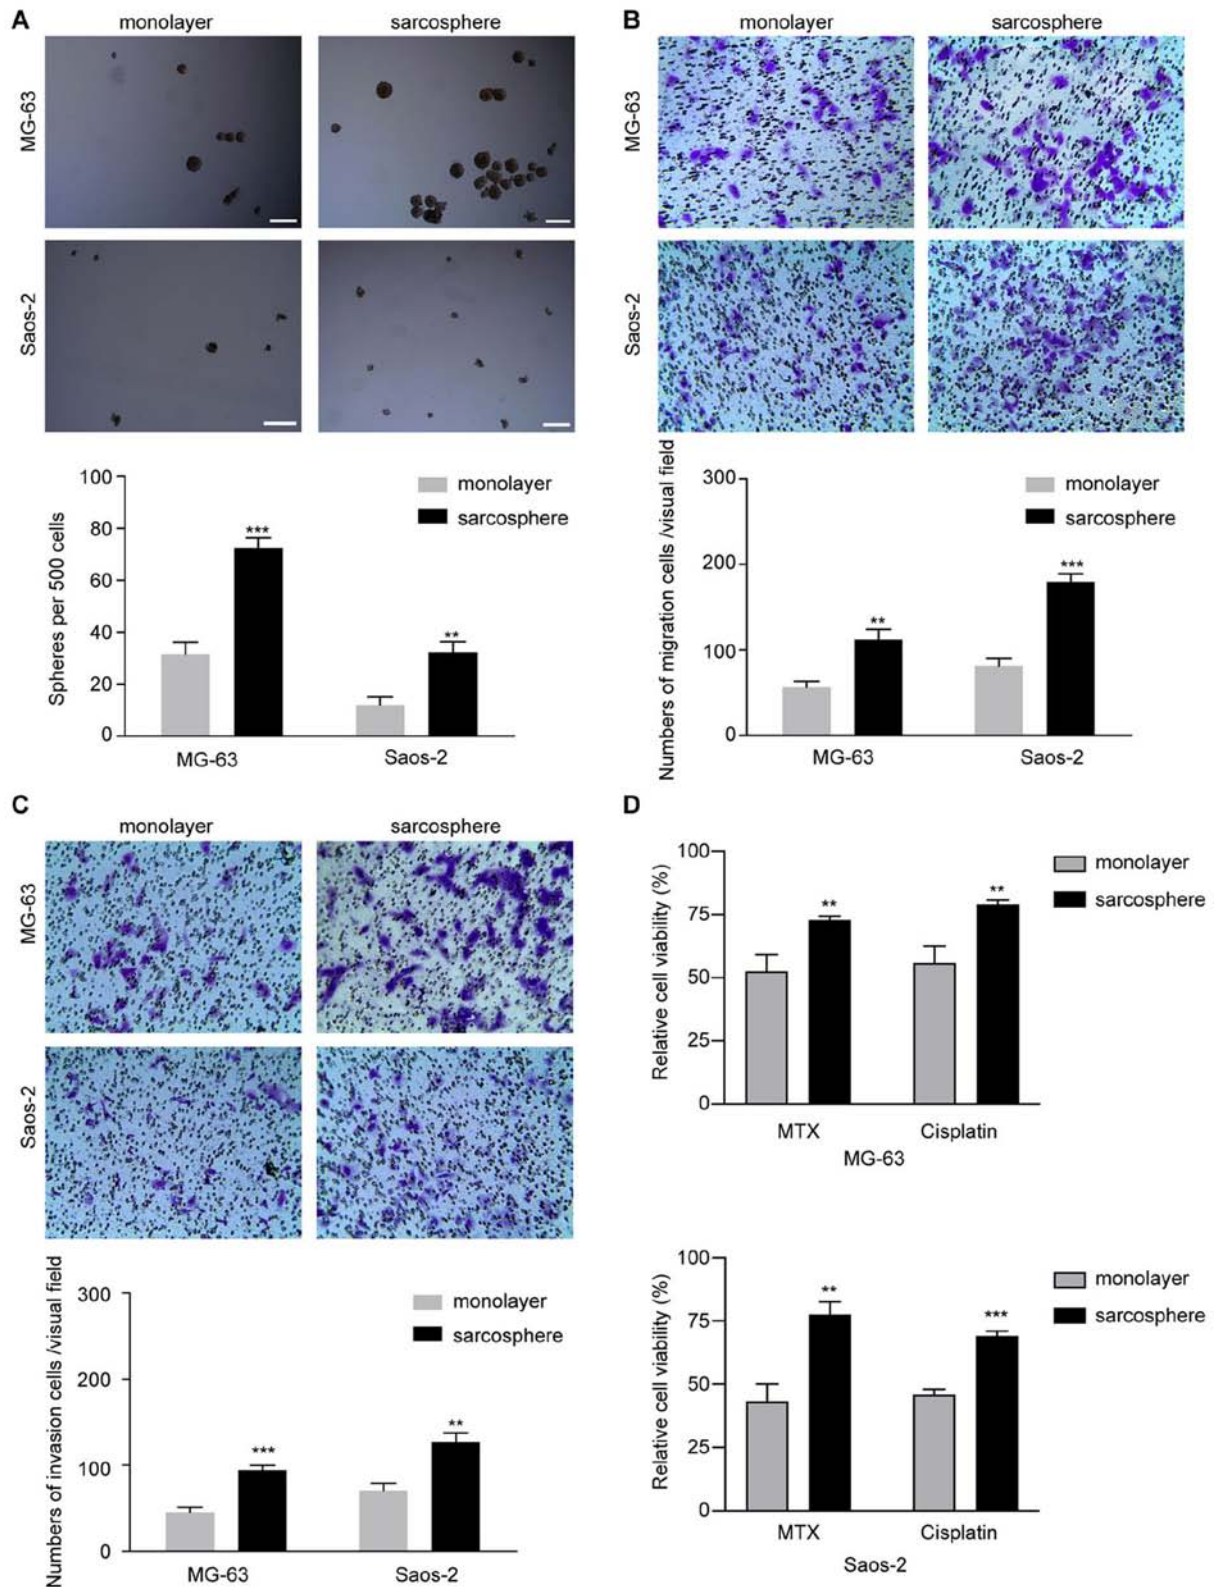 A
monolayer
sarcosphere
MG-63
Saos-2
100
80
60
40
20
0
Spheres per 500 cells
monolayer
sarcosphere
***
**
MG-63
Saos-2
B
monolayer
sarcosphere
MG-63
Saos-2
300
200
100
0
Numbers of migration cells /visual field
monolayer
sarcosphere
**
***
MG-63
Saos-2
C
monolayer
sarcosphere
MG-63
Saos-2
300
200
100
0
Numbers of invasion cells /visual field
monolayer
sarcosphere
***
**
MG-63
Saos-2
D
100
75
50
25
0
Relative cell viability (%)
monolayer
sarcosphere
**
**
MTX
Cisplatin
MG-63
100
75
50
25
0
Relative cell viability (%)
monolayer
sarcosphere
**
***
MTX
Cisplatin
Saos-2